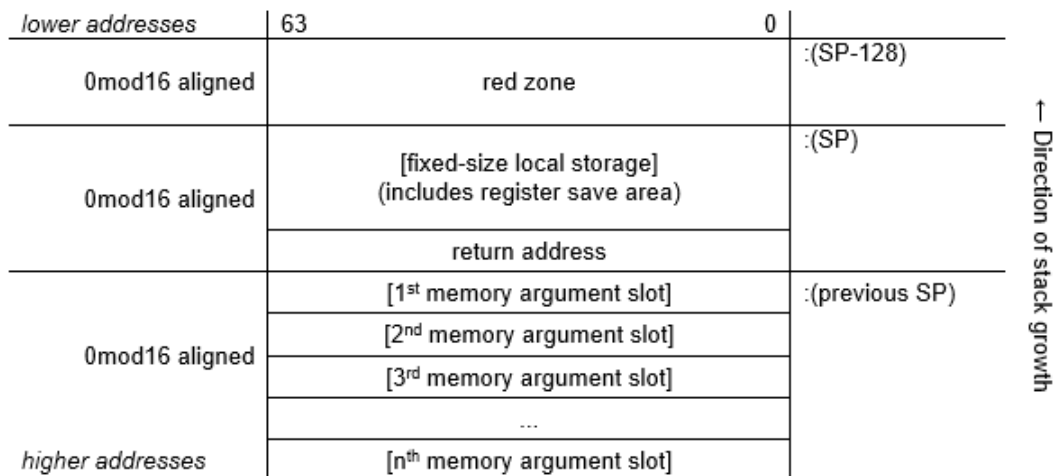 lower addresses 63 0
:(SP-128)
0mod16 aligned red zone
:(SP)
[fixed-size local storage]
0mod16 aligned (includes register save area)
return address
[1st memory argument slot] :(previous SP)
[2nd memory argument slot]
0mod16 aligned [3rd memory argument slot]
...
higher addresses [nth memory argument slot]
← Direction of stack growth